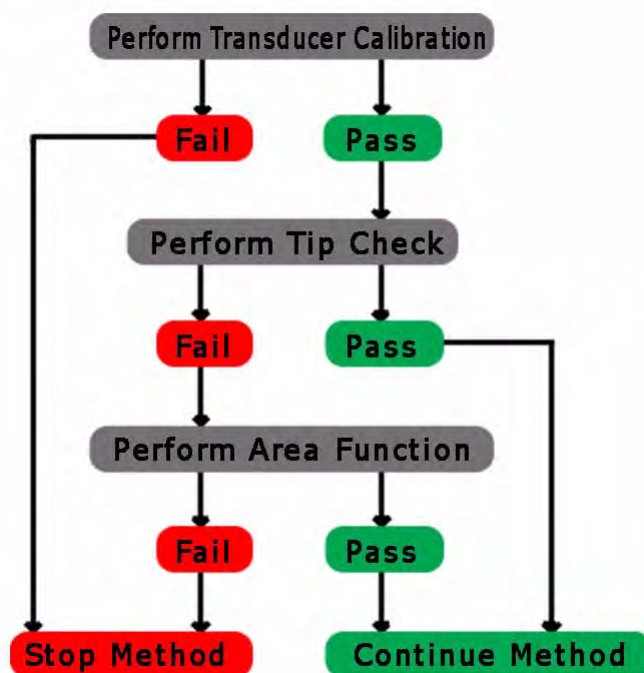 Perform Transducer Calibration
Fail
Pass
Perform Tip Check
Fail
Pass
Perform Area Function
Fail
Pass
Stop Method
Continue Method